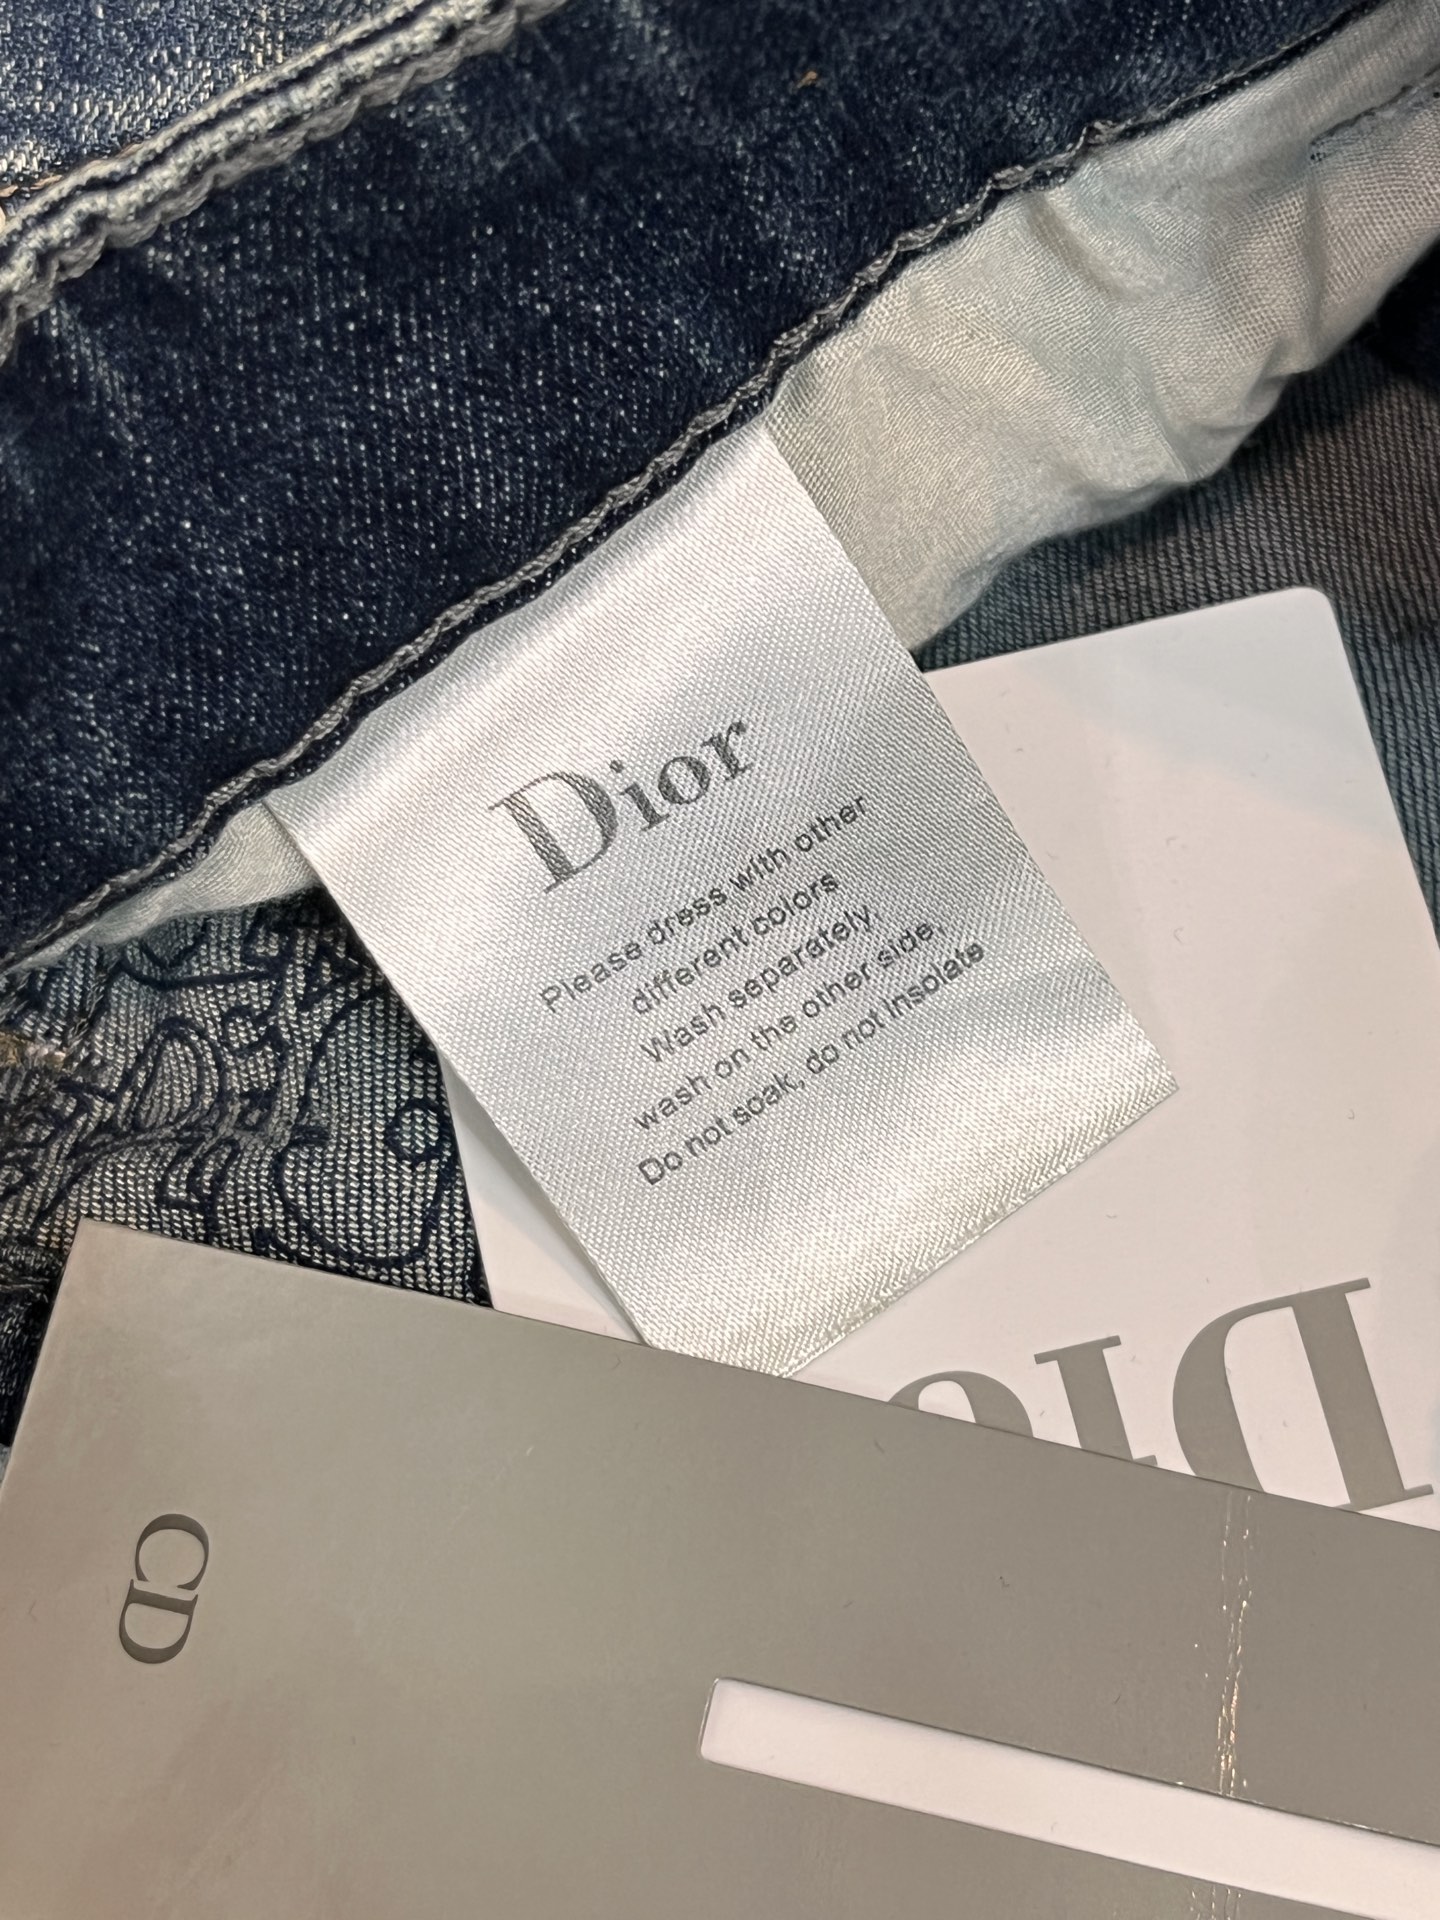 Dior
Please dress with other
different colors
Wash separately
wash on the other side,
Do not soak, do not insolate
Dio
CD